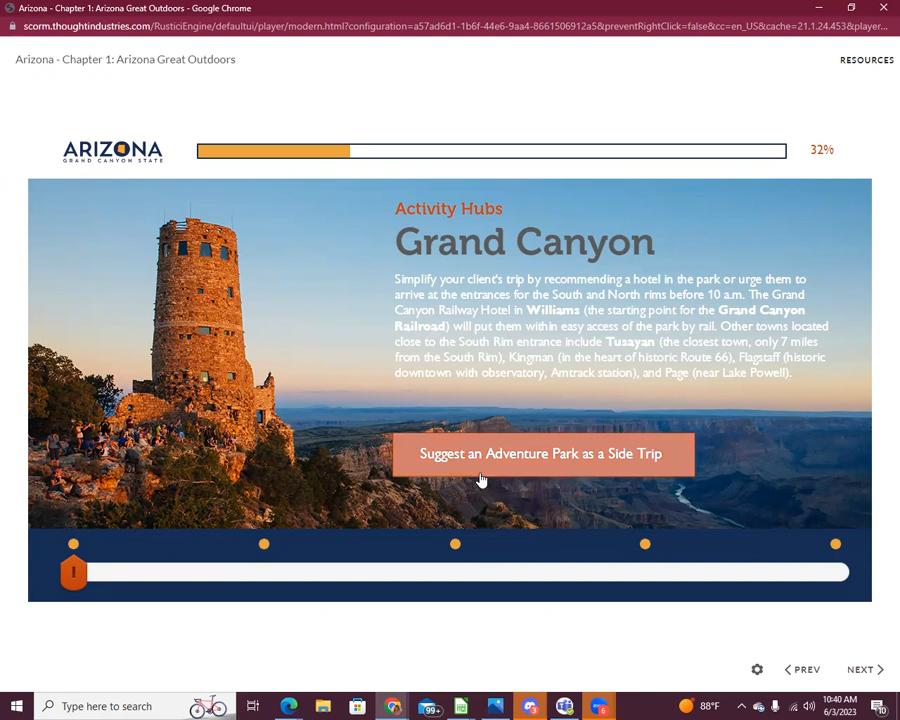 Arizona - Chapter 1: Arizona Great Outdoors - Google Chrome
scorm.thoughtindustries.com/RusticiEngine/defaultui/player/modern.html?configuration=a57ad6d1-1b6f-44e6-9aa4-8661506912a5&preventRightClick=false&cc=en_US&cache=21.1.24.453&player...
Arizona - Chapter 1: Arizona Great Outdoors
RESOURCES
ARIZONA
GRAND CANYON STATE
32%
Activity Hubs
Grand Canyon
Simplify your client's trip by recommending a hotel in the park or urge them to
arrive at the entrances for the South and North rims before 10 a.m. The Grand
Canyon Railway Hotel in Williams (the starting point for the Grand Canyon
Railroad) will put them within easy access of the park by rail. Other towns located
close to the South Rim entrance include Tusayan (the closest town, only 7 miles
from the South Rim), Kingman (in the heart of historic Route 66), Flagstaff (historic
downtown with observatory, Amtrack station), and Page (near Lake Powell).
Suggest an Adventure Park as a Side Trip
PREV
NEXT
Type here to search
99+
3
6
88°F
10:40 AM
6/3/2023
10